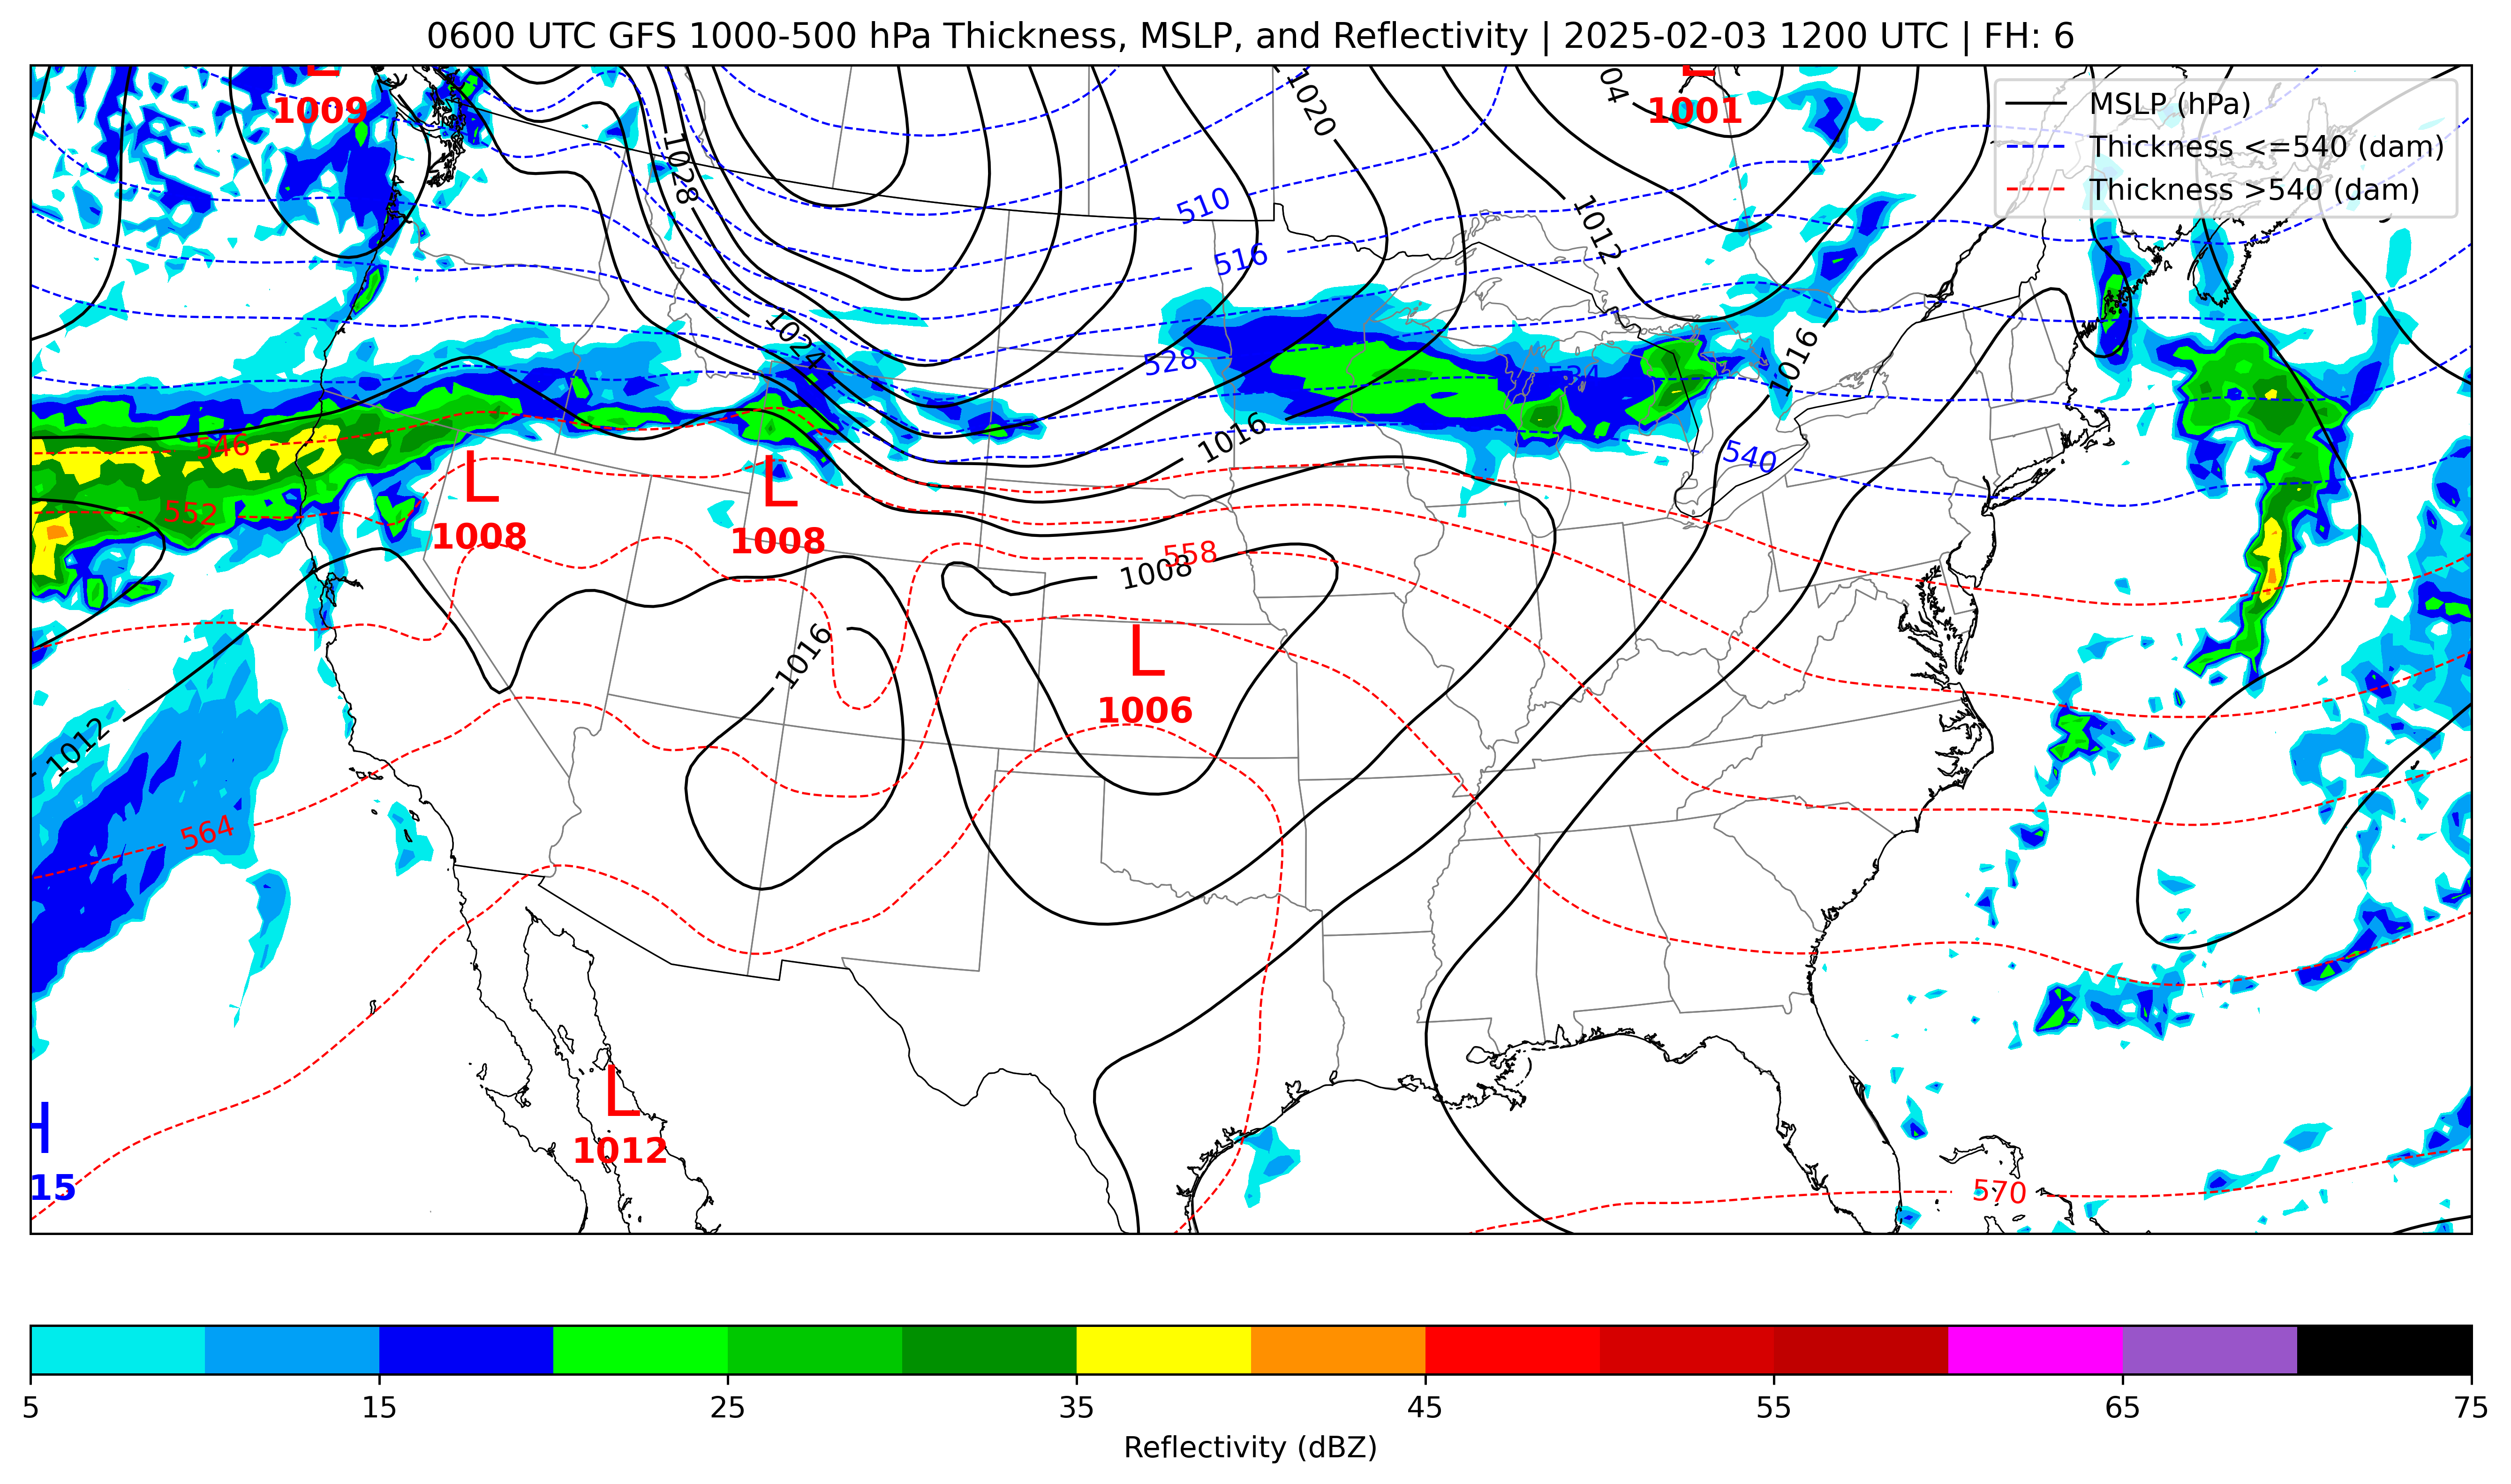 0600 UTC GFS 1000-500 hPa Thickness, MSLP, and Reflectivity | 2025-02-03 1200 UTC | FH: 6
MSLP (hPa)
Thickness <=540 (dam)
Thickness >540 (dam)
L
1009
L
1001
04
1020
1028
1012
510
516
1024
528
534
1016
1016
540
546
552
L
1008
L
1008
558
1008
1016
L
1006
1012
564
L
1012
H
15
570
5
15
25
35
45
55
65
75
Reflectivity (dBZ)